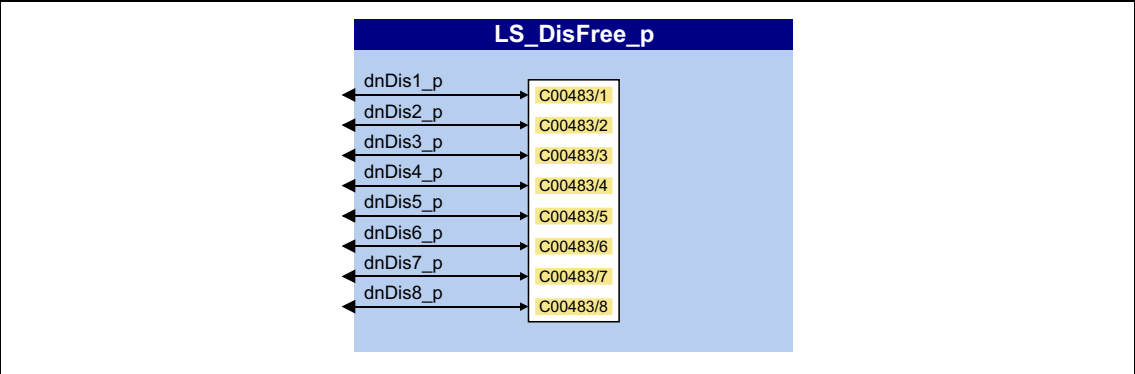 LS_DisFree_p
dnDis1_p
C00483/1
dnDis2_p
C00483/2
dnDis3_p
C00483/3
dnDis4_p
C00483/4
dnDis5_p
C00483/5
dnDis6_p
C00483/6
dnDis7_p
C00483/7
dnDis8_p
C00483/8